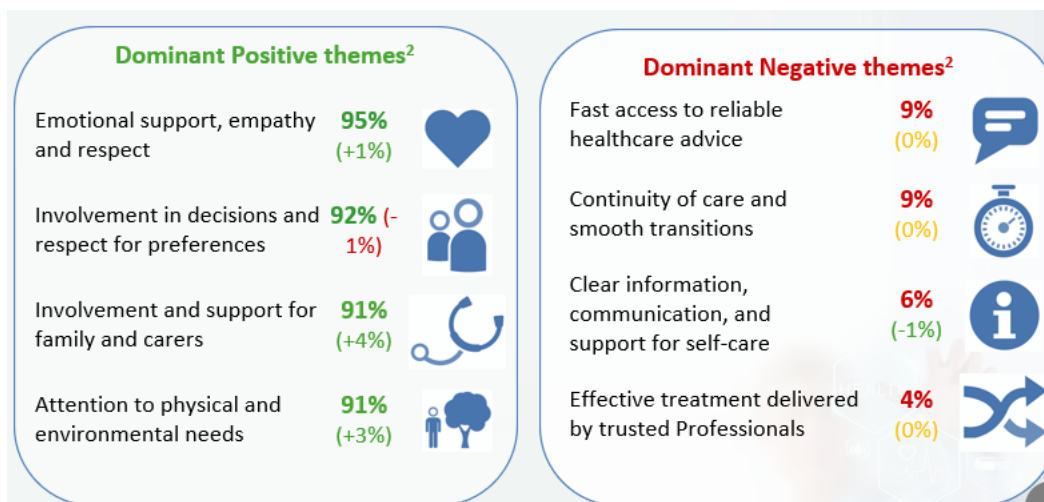 Dominant Positive themes²
Emotional support, empathy
and respect
95%
(+1%)
Involvement in decisions and
respect for preferences
92% (-
1%)
Involvement and support for
family and carers
91%
(+4%)
Attention to physical and
environmental needs
91%
(+3%)
Dominant Negative themes²
Fast access to reliable
healthcare advice
9%
(0%)
Continuity of care and
smooth transitions
9%
(0%)
Clear information,
communication, and
support for self-care
6%
(-1%)
Effective treatment delivered
by trusted Professionals
4%
(0%)